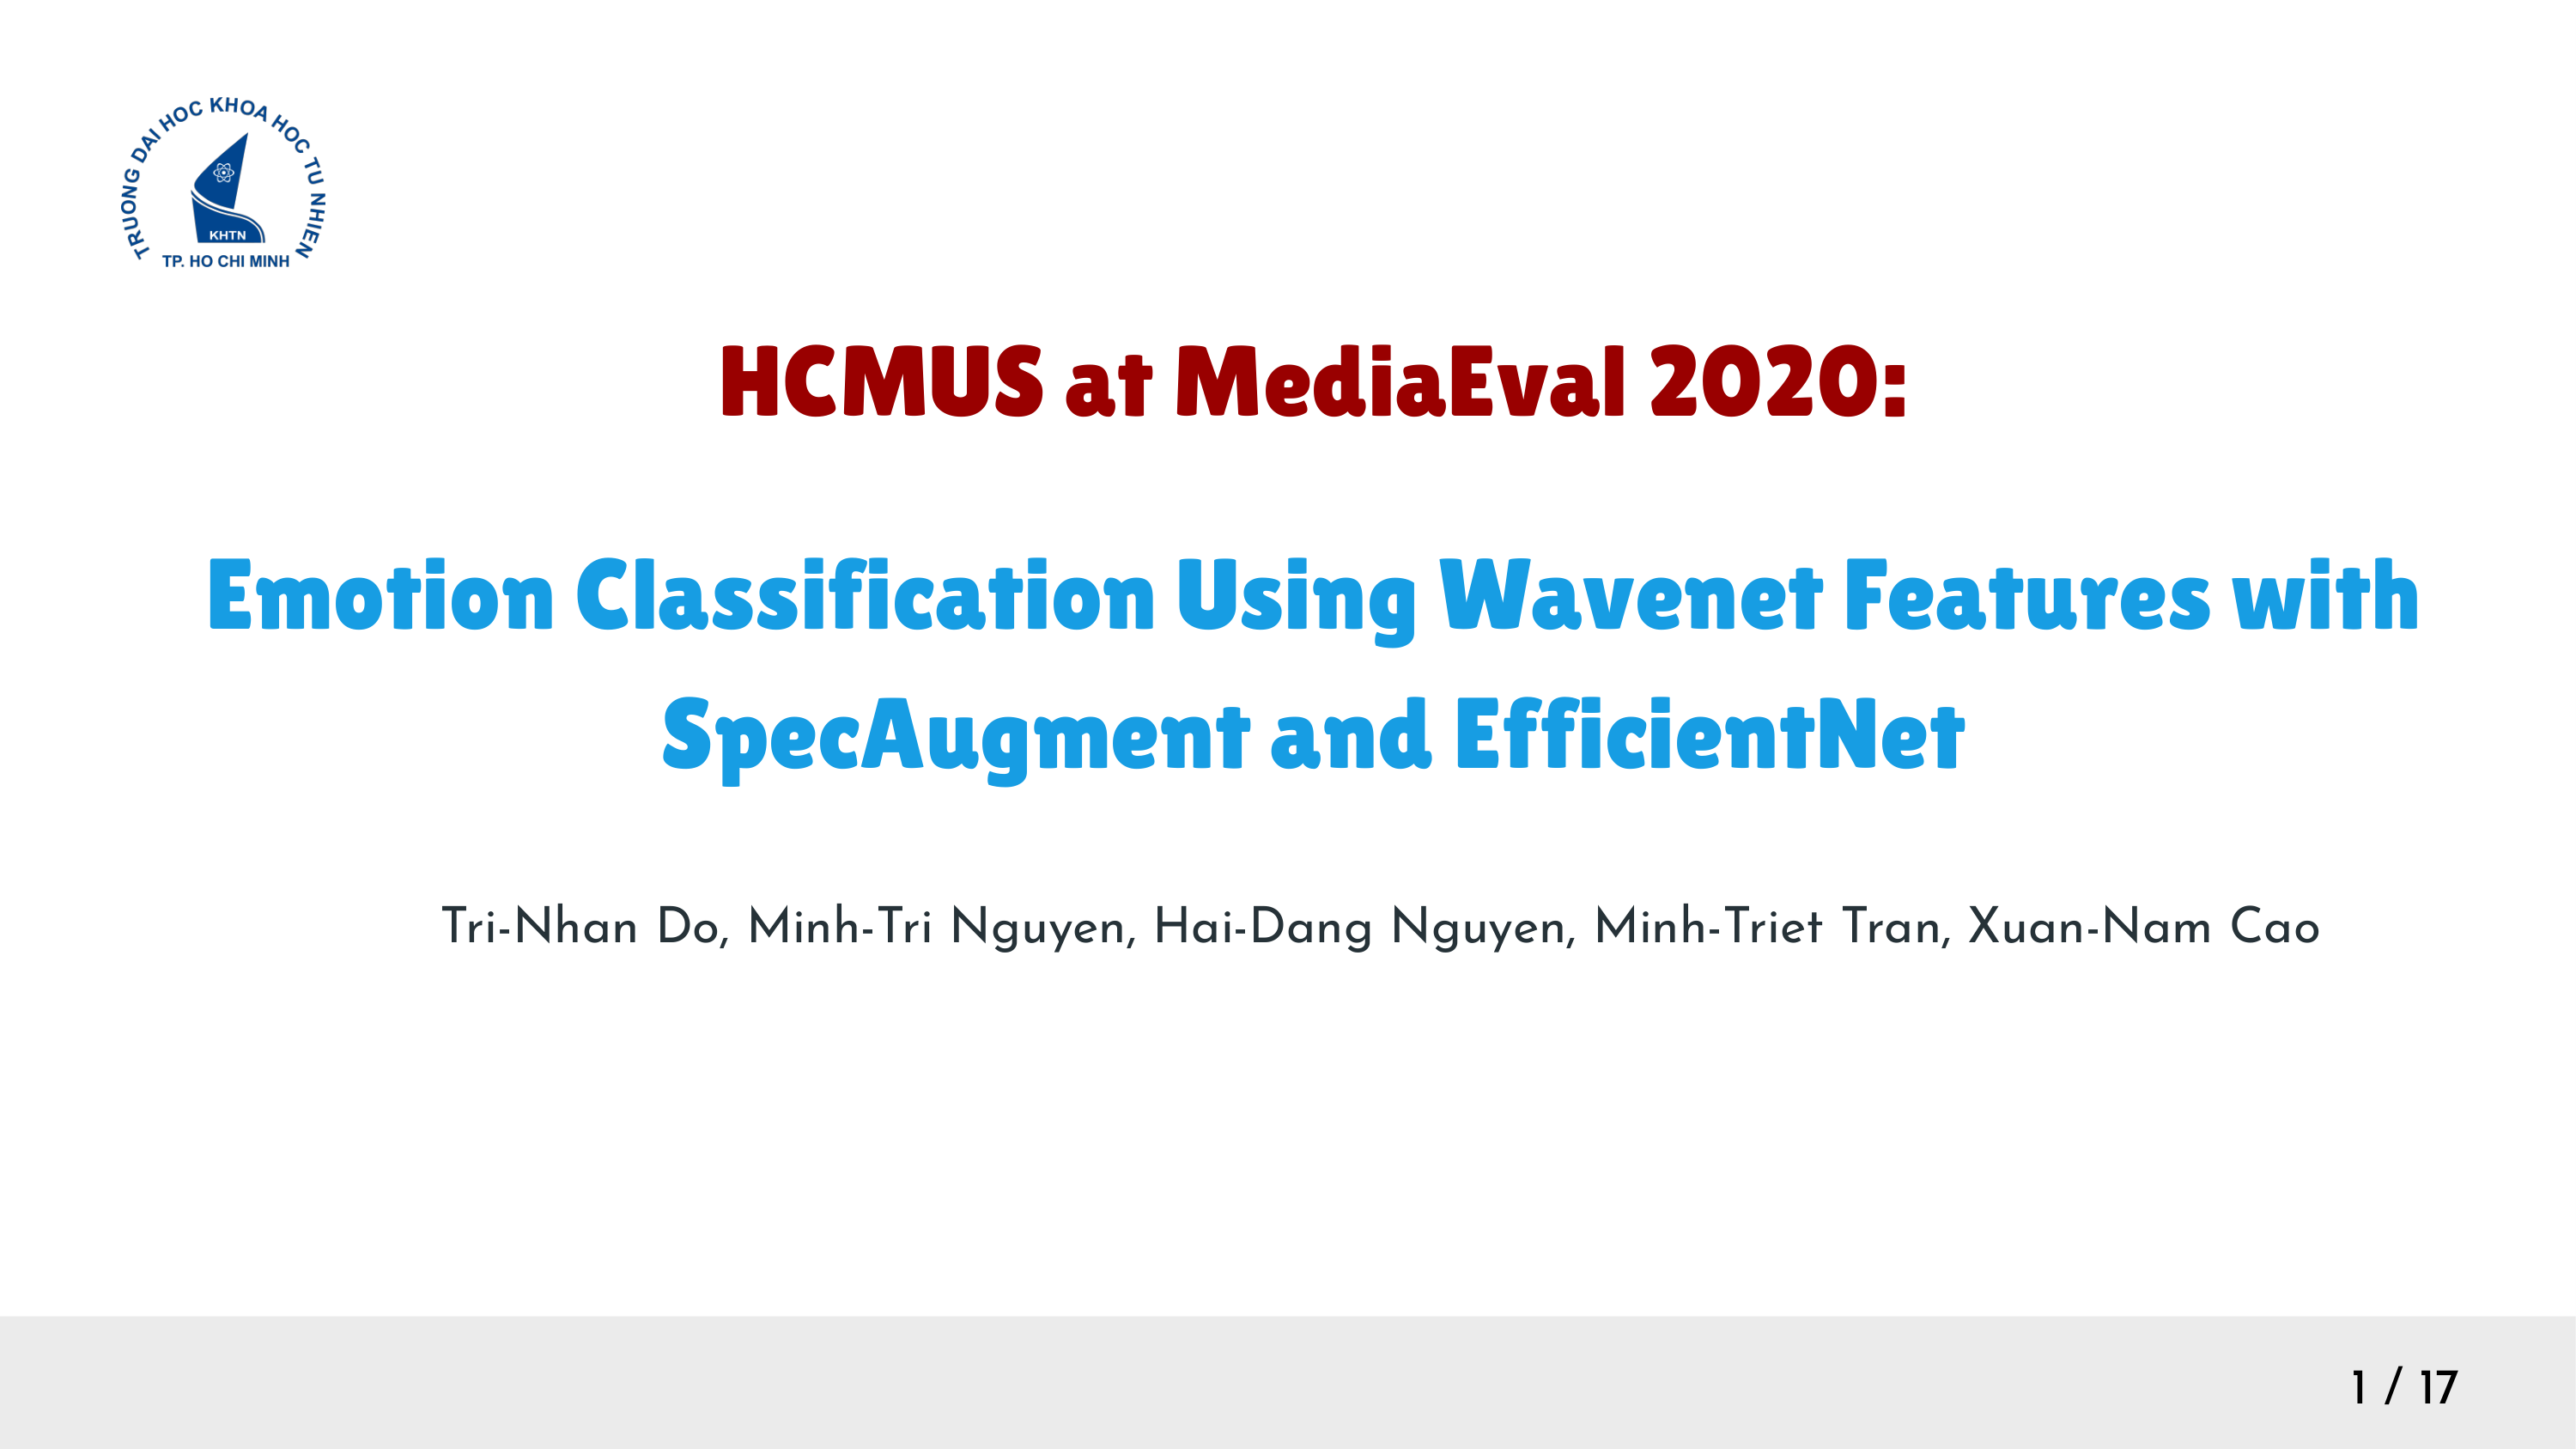 TRUONG DAI HOC KHOA HOC TU NHIEN
KHTN
TP. HO CHI MINH
HCMUS at MediaEval 2020:
Emotion Classification Using Wavenet Features with
SpecAugment and EfficientNet
Tri-Nhan Do, Minh-Tri Nguyen, Hai-Dang Nguyen, Minh-Triet Tran, Xuan-Nam Cao
1 / 17